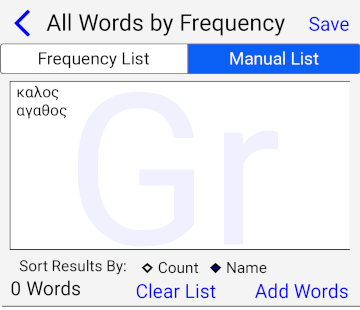 All Words by Frequency Save
Frequency List Manual List
καλος
αγαθος
Gr
Sort Results By: Count Name
0 Words Clear List Add Words